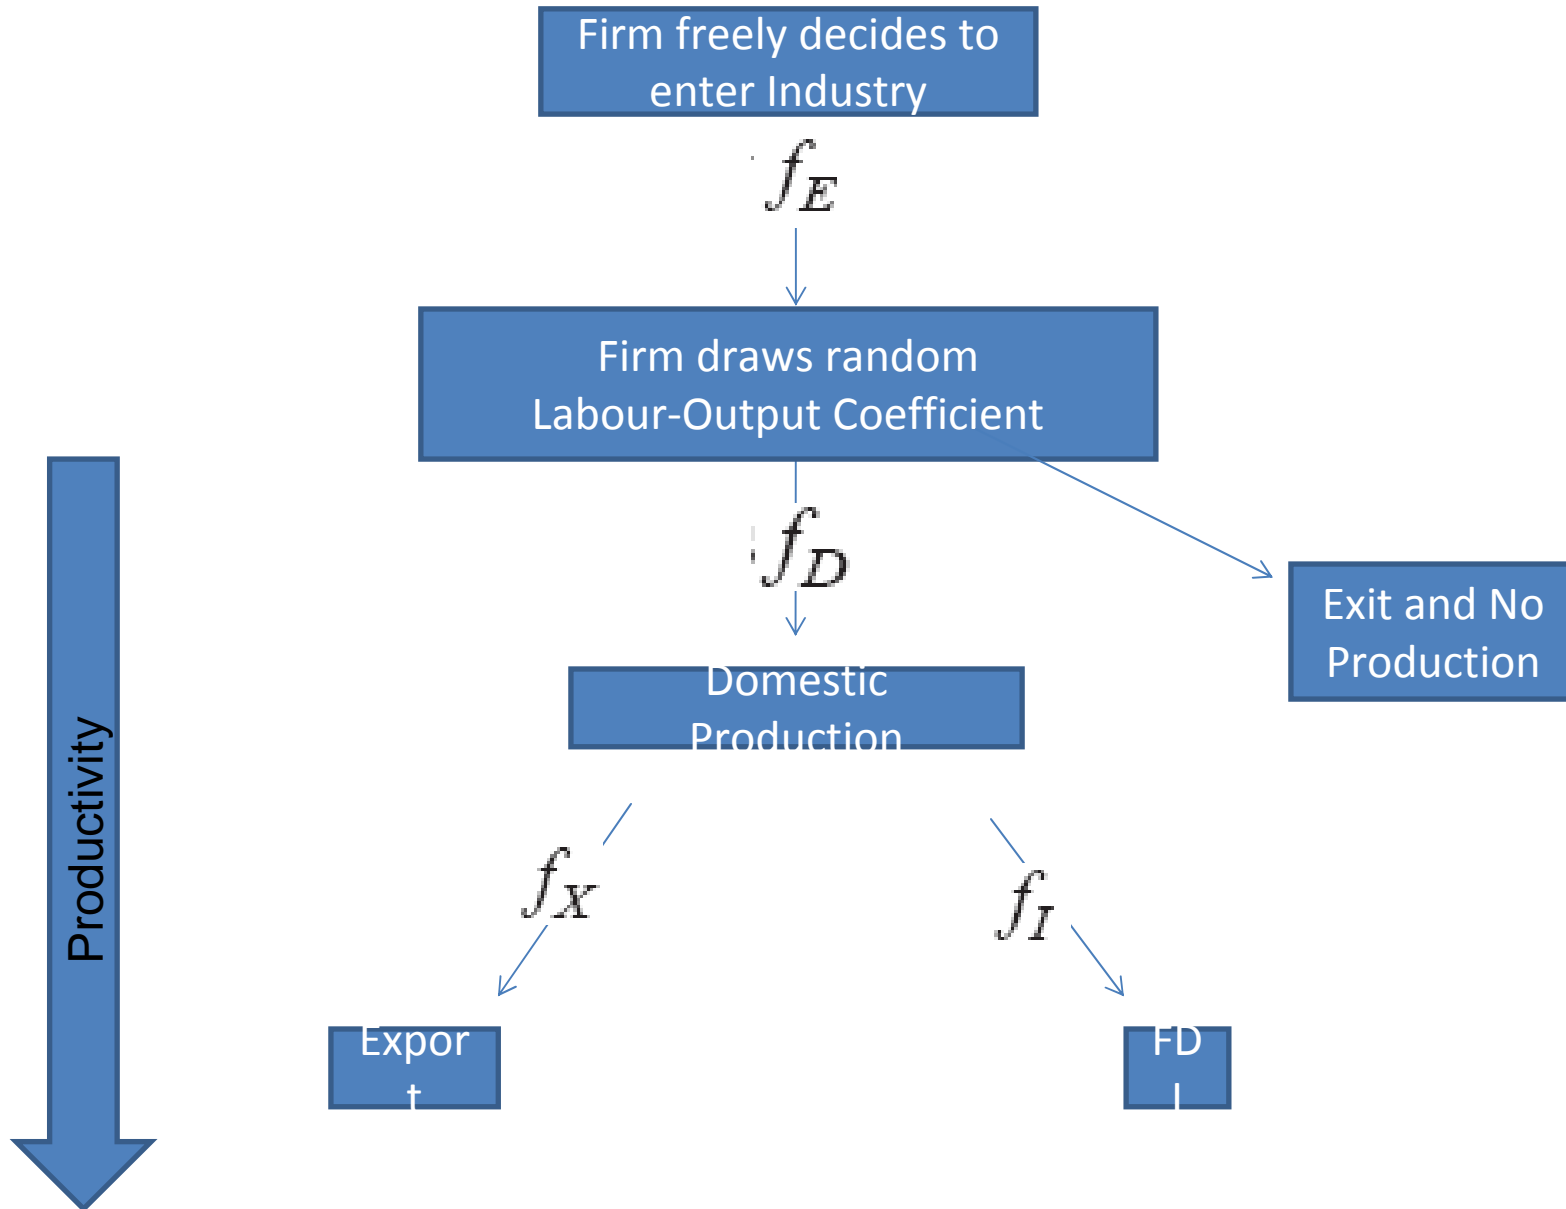 Firm freely decides to
enter Industry
f_E
Firm draws random
Labour-Output Coefficient
f_D
Exit and No
Production
Domestic
Production
Productivity
f_X
f_I
Expor
t
FD
I